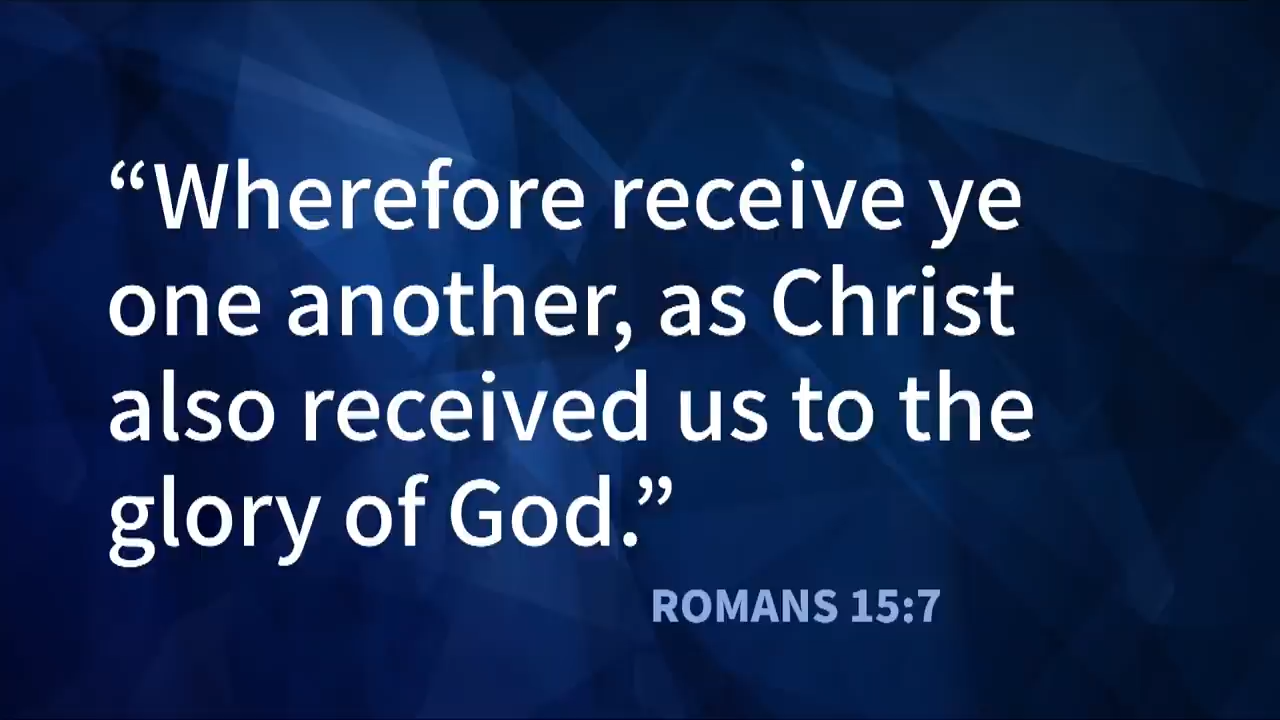 “Wherefore receive ye
one another, as Christ
also received us to the
glory of God.”
ROMANS 15:7